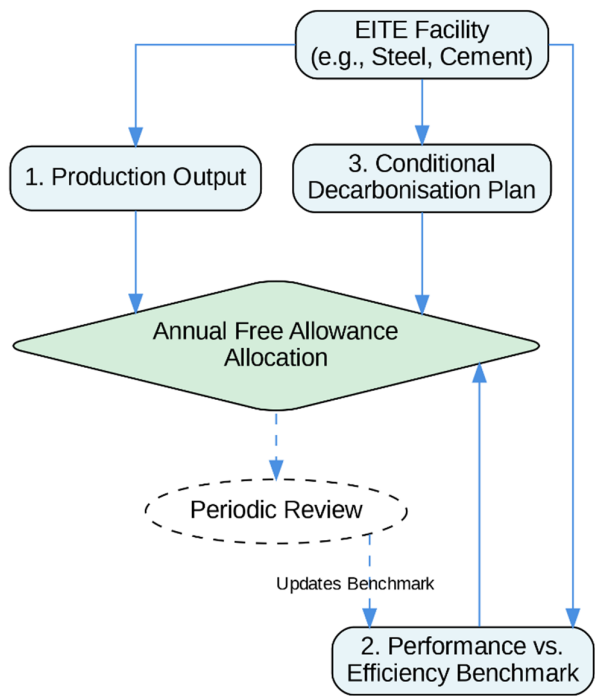 EITE Facility
(e.g., Steel, Cement)
1. Production Output
3. Conditional
Decarbonisation Plan
Annual Free Allowance
Allocation
Periodic Review
Updates Benchmark
2. Performance vs.
Efficiency Benchmark